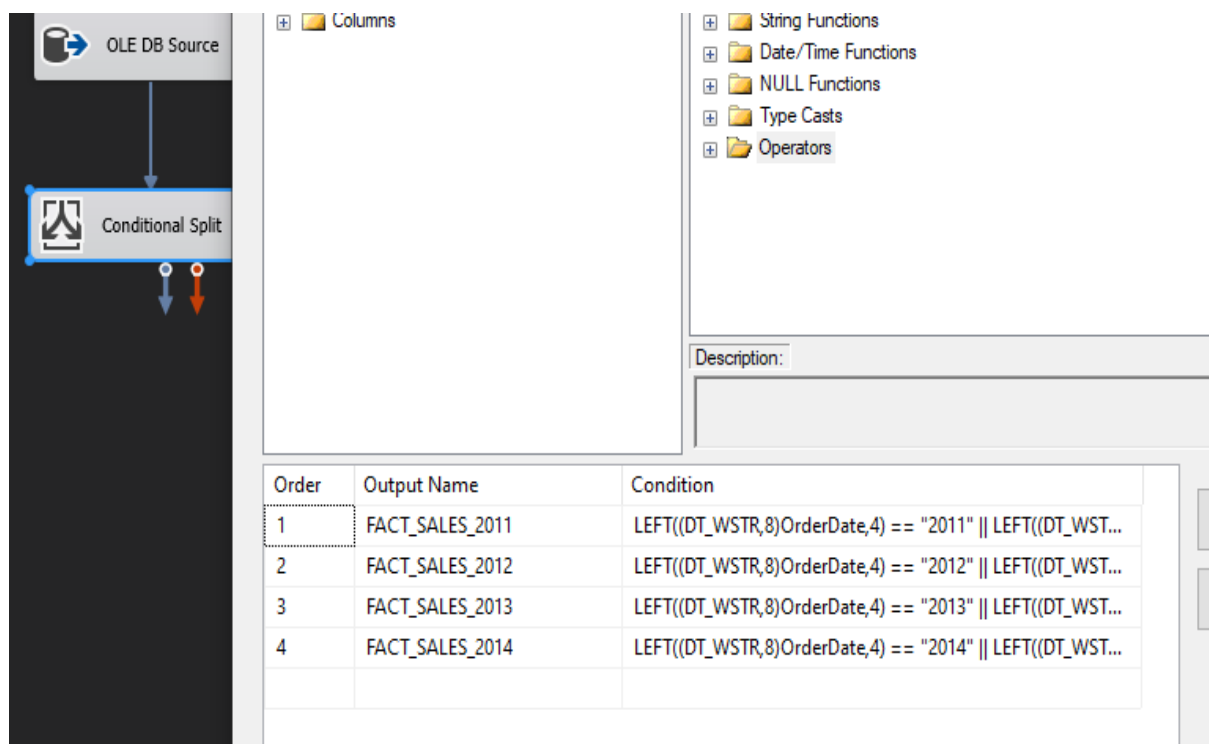 OLE DB Source
Conditional Split
Columns
String Functions
Date/Time Functions
NULL Functions
Type Casts
Operators
Description:
Order Output Name Condition
1 FACT_SALES_2011 LEFT((DT_WSTR,8)OrderDate,4) == "2011" || LEFT((DT_WST...
2 FACT_SALES_2012 LEFT((DT_WSTR,8)OrderDate,4) == "2012" || LEFT((DT_WST...
3 FACT_SALES_2013 LEFT((DT_WSTR,8)OrderDate,4) == "2013" || LEFT((DT_WST...
4 FACT_SALES_2014 LEFT((DT_WSTR,8)OrderDate,4) == "2014" || LEFT((DT_WST...